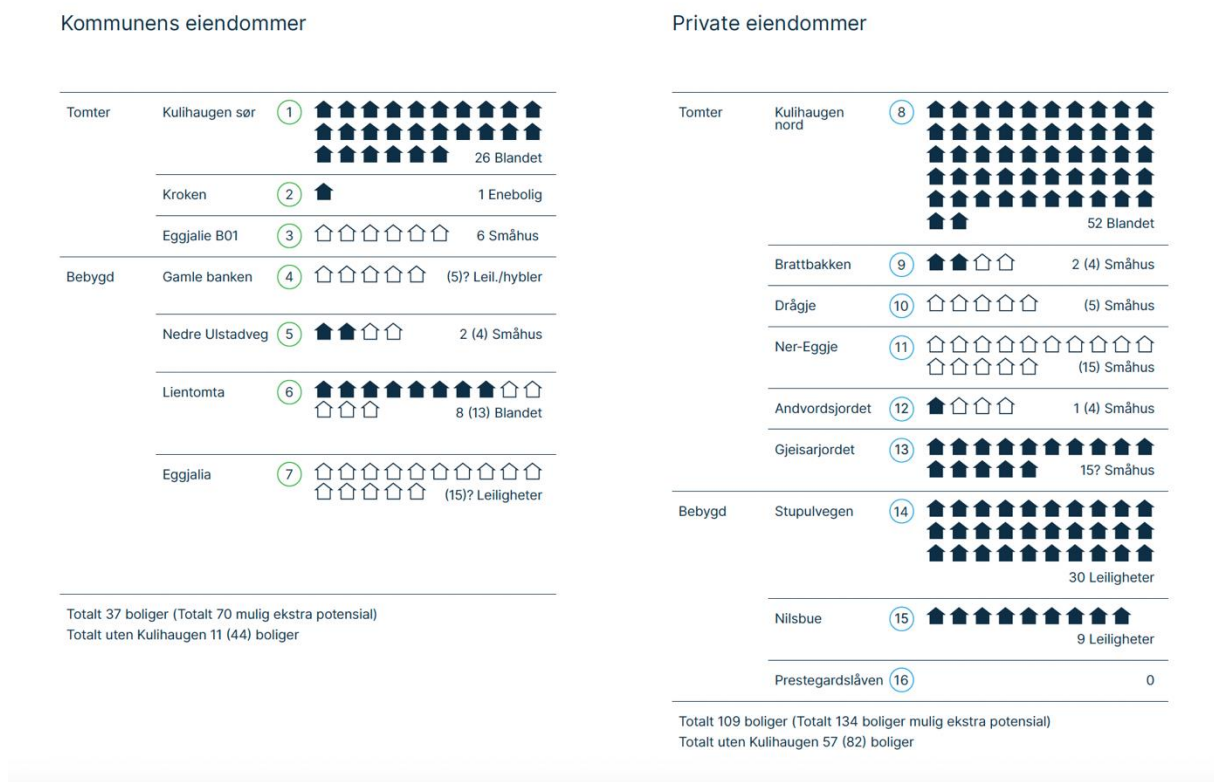 Kommunens eiendommer
Tomter Kulihaugen sør 1
26 Blandet
Kroken 2 1 Enebolig
Eggjalie B01 3 6 Småhus
Bebygd Gamle banken 4 (5)? Leil./hybler
Nedre Ulstadveg 5 2 (4) Småhus
Lientomta 6
8 (13) Blandet
Eggjalia 7
(15)? Leiligheter
Totalt 37 boliger (Totalt 70 mulig ekstra potensial)
Totalt uten Kulihaugen 11 (44) boliger
Private eiendommer
Tomter Kulihaugen 8
nord
52 Blandet
Brattbakken 9 2 (4) Småhus
Drågje 10 (5) Småhus
Ner-Eggje 11
(15) Småhus
Andvordsjordet 12 1 (4) Småhus
Gjeisarjordet 13
15? Småhus
Bebygd Stupulvegen 14
30 Leiligheter
Nilsbue 15
9 Leiligheter
Prestegardslåven 16 0
Totalt 109 boliger (Totalt 134 boliger mulig ekstra potensial)
Totalt uten Kulihaugen 57 (82) boliger